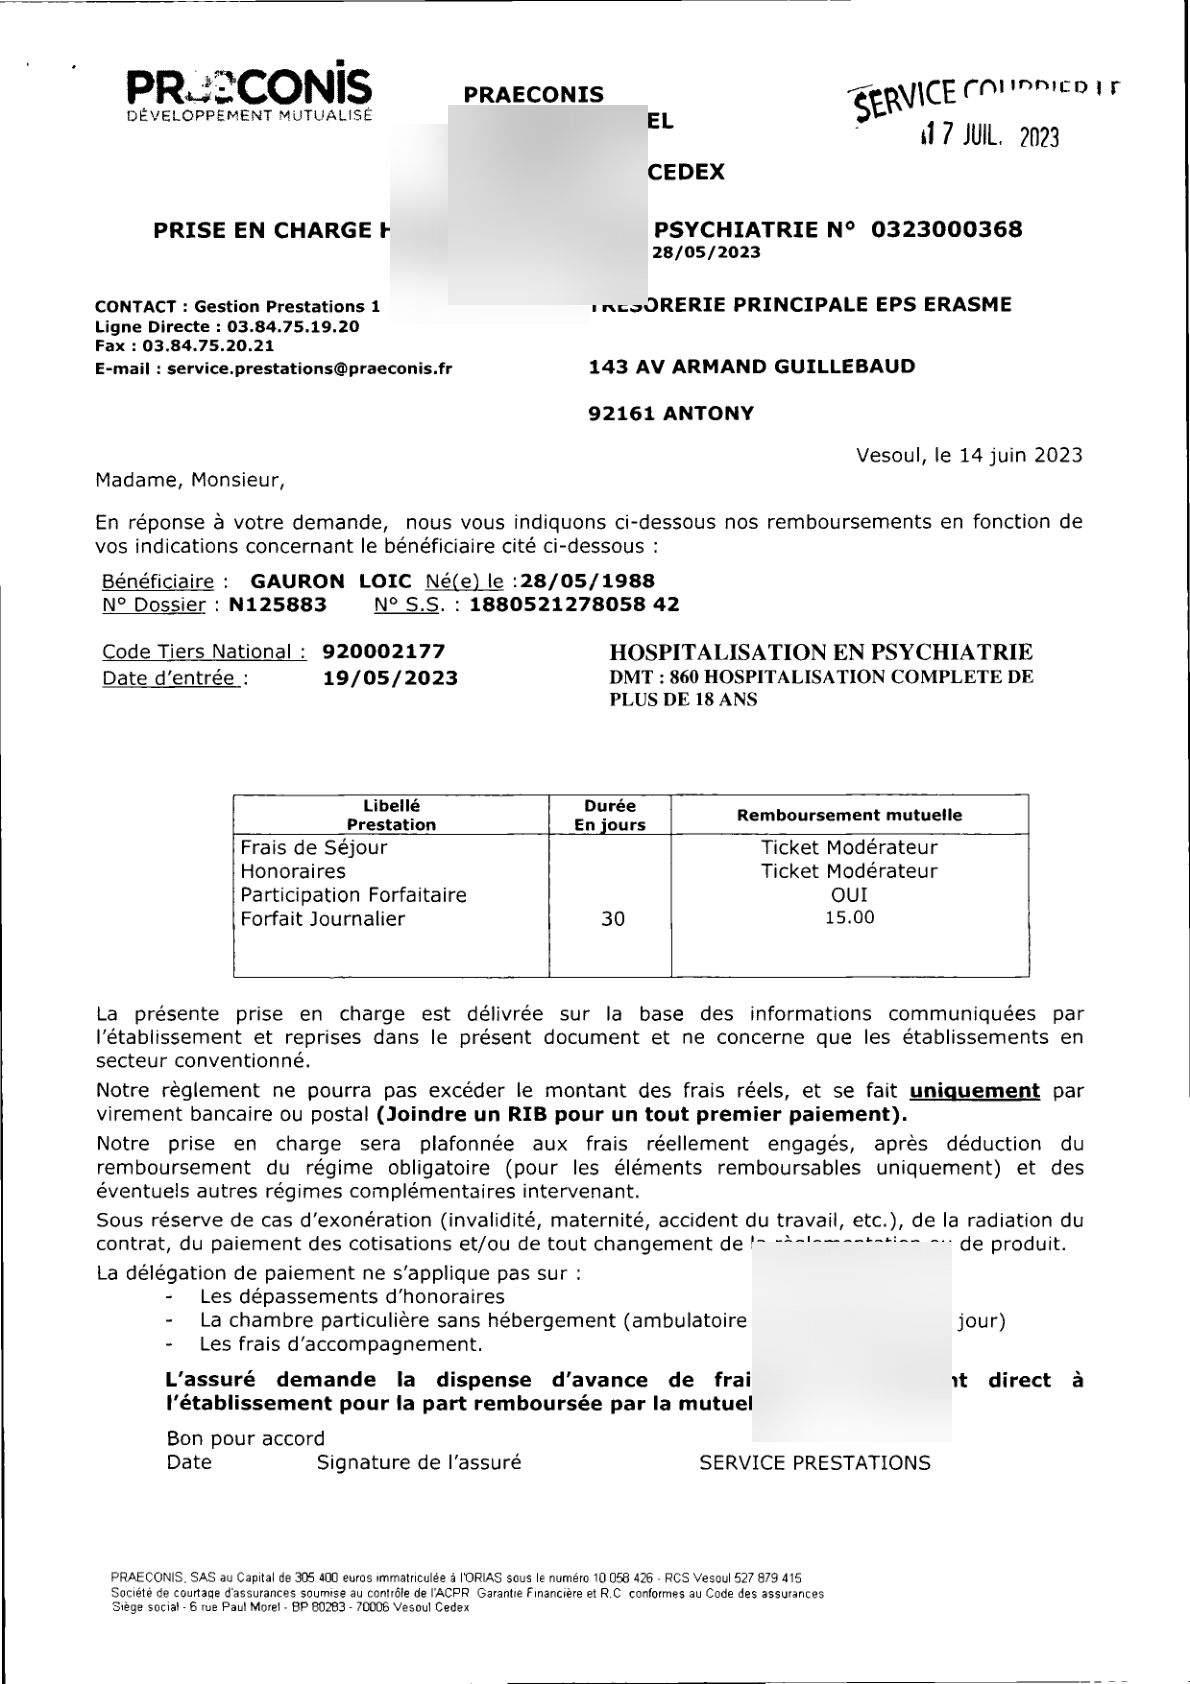 PRAECONIS
DÉVELOPPEMENT MUTUALISÉ
PRAECONIS
EL
CEDEX
SERVICE
17 JUIL. 2023
PRISE EN CHARGE PSYCHIATRIE N° 0323000368
28/05/2023
CONTACT : Gestion Prestations 1
Ligne Directe : 03.84.75.19.20
Fax : 03.84.75.20.21
E-mail : service.prestations@praeconis.fr
TRESORERIE PRINCIPALE EPS ERASME
143 AV ARMAND GUILLEBAUD
92161 ANTONY
Vesoul, le 14 juin 2023
Madame, Monsieur,
En réponse à votre demande, nous vous indiquons ci-dessous nos remboursements en fonction de
vos indications concernant le bénéficiaire cité ci-dessous :
Bénéficiaire : GAURON LOIC Né(e) le :28/05/1988
N° Dossier : N125883 N° S.S. : 1880521278058 42
Code Tiers National : 920002177
Date d'entrée : 19/05/2023
HOSPITALISATION EN PSYCHIATRIE
DMT : 860 HOSPITALISATION COMPLETE DE
PLUS DE 18 ANS
Libellé Prestation Durée En jours Remboursement mutuelle
Frais de Séjour Ticket Modérateur
Honoraires Ticket Modérateur
Participation Forfaitaire OUI
Forfait Journalier 30 15.00
La présente prise en charge est délivrée sur la base des informations communiquées par
l'établissement et reprises dans le présent document et ne concerne que les établissements en
secteur conventionné.
Notre règlement ne pourra pas excéder le montant des frais réels, et se fait uniquement par
virement bancaire ou postal (Joindre un RIB pour un tout premier paiement).
Notre prise en charge sera plafonnée aux frais réellement engagés, après déduction du
remboursement du régime obligatoire (pour les éléments remboursables uniquement) et des
éventuels autres régimes complémentaires intervenant.
Sous réserve de cas d'exonération (invalidité, maternité, accident du travail, etc.), de la radiation du
contrat, du paiement des cotisations et/ou de tout changement de la règlementation ou de produit.
La délégation de paiement ne s'applique pas sur :
- Les dépassements d'honoraires
- La chambre particulière sans hébergement (ambulatoire jour)
- Les frais d'accompagnement.
L'assuré demande la dispense d'avance de frai nt direct à
l'établissement pour la part remboursée par la mutuel
Bon pour accord
Date Signature de l'assuré SERVICE PRESTATIONS
PRAECONIS, SAS au Capital de 305 400 euros immatriculée à l'ORIAS sous le numéro 10 058 426 - RCS Vesoul 527 879 415
Société de courtage d'assurances soumise au contrôle de l'ACPR Garantie Financière et R.C conformes au Code des assurances
Siège social - 6 rue Paul Morel - BP 80283 - 70006 Vesoul Cedex